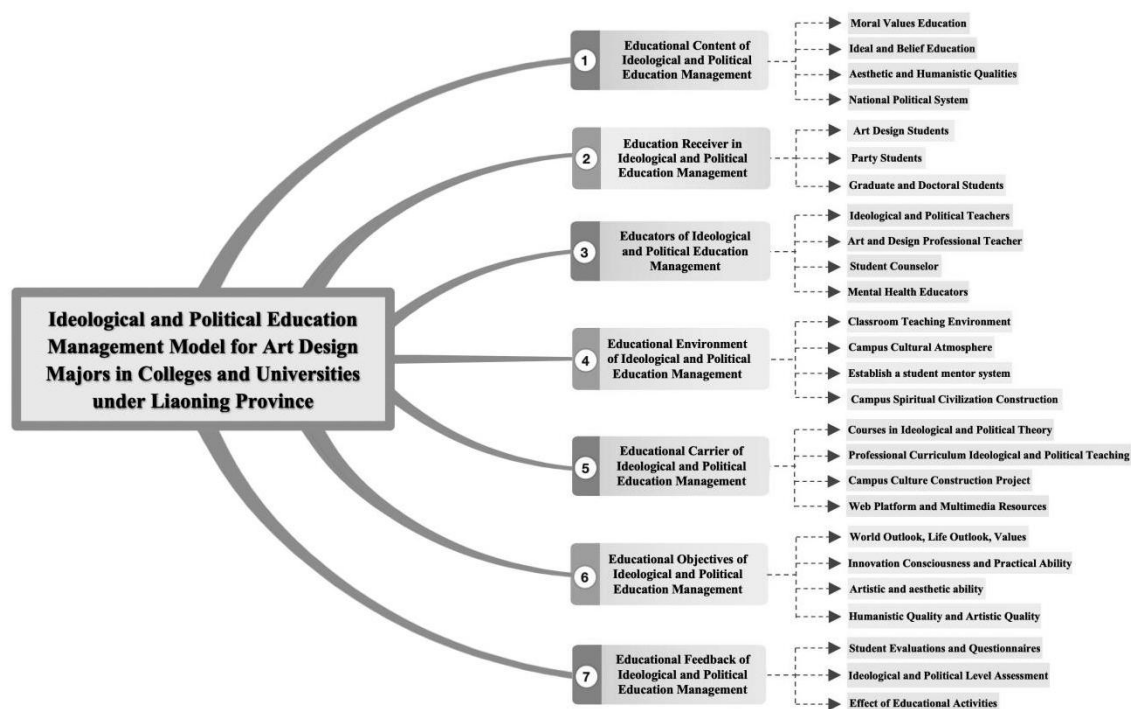 Ideological and Political Education
Management Model for Art Design
Majors in Colleges and Universities
under Liaoning Province
1
Educational Content of
Ideological and Political
Education Management
Moral Values Education
Ideal and Belief Education
Aesthetic and Humanistic Qualities
National Political System
2
Education Receiver in
Ideological and Political
Education Management
Art Design Students
Party Students
Graduate and Doctoral Students
3
Educators of Ideological
and Political Education
Management
Ideological and Political Teachers
Art and Design Professional Teacher
Student Counselor
Mental Health Educators
4
Educational Environment
of Ideological and Political
Education Management
Classroom Teaching Environment
Campus Cultural Atmosphere
Establish a student mentor system
Campus Spiritual Civilization Construction
5
Educational Carrier of
Ideological and Political
Education Management
Courses in Ideological and Political Theory
Professional Curriculum Ideological and Political Teaching
Campus Culture Construction Project
Web Platform and Multimedia Resources
6
Educational Objectives of
Ideological and Political
Education Management
World Outlook, Life Outlook, Values
Innovation Consciousness and Practical Ability
Artistic and aesthetic ability
Humanistic Quality and Artistic Quality
7
Educational Feedback of
Ideological and Political
Education Management
Student Evaluations and Questionnaires
Ideological and Political Level Assessment
Effect of Educational Activities